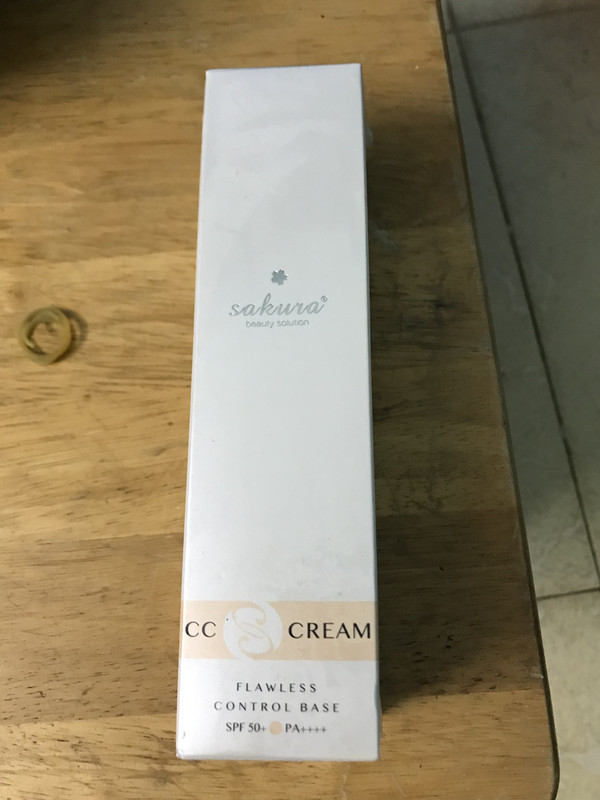 sakura®
beauty solution
CC CREAM
FLAWLESS
CONTROL BASE
SPF 50+ PA++++